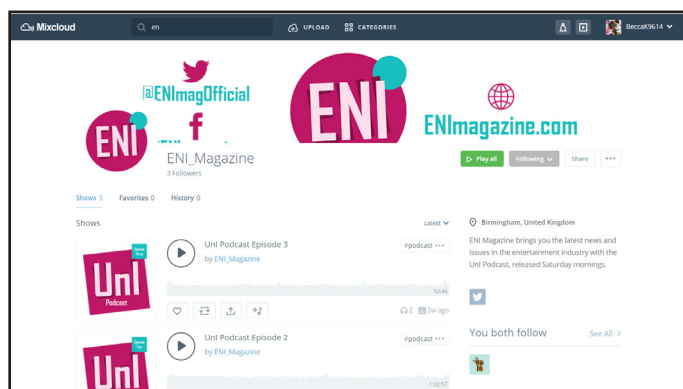 Mixcloud
en
UPLOAD
CATEGORIES
BeccaK9614
@ENImagOfficial
ENI
ENI
ENImagazine.com
ENI_Magazine
3 Followers
Play all
Following
Share
Shows 3
Favorites 0
History 0
Shows
Latest
UnI Podcast Episode 3
by ENI_Magazine
#podcast
50:46
2
2w ago
UnI
Podcast
UnI Podcast Episode 2
by ENI_Magazine
#podcast
1:02:57
UnI
Birmingham, United Kingdom
ENI Magazine brings you the latest news and
issues in the entertainment industry with the
UnI Podcast, released Saturday mornings.
You both follow
See All